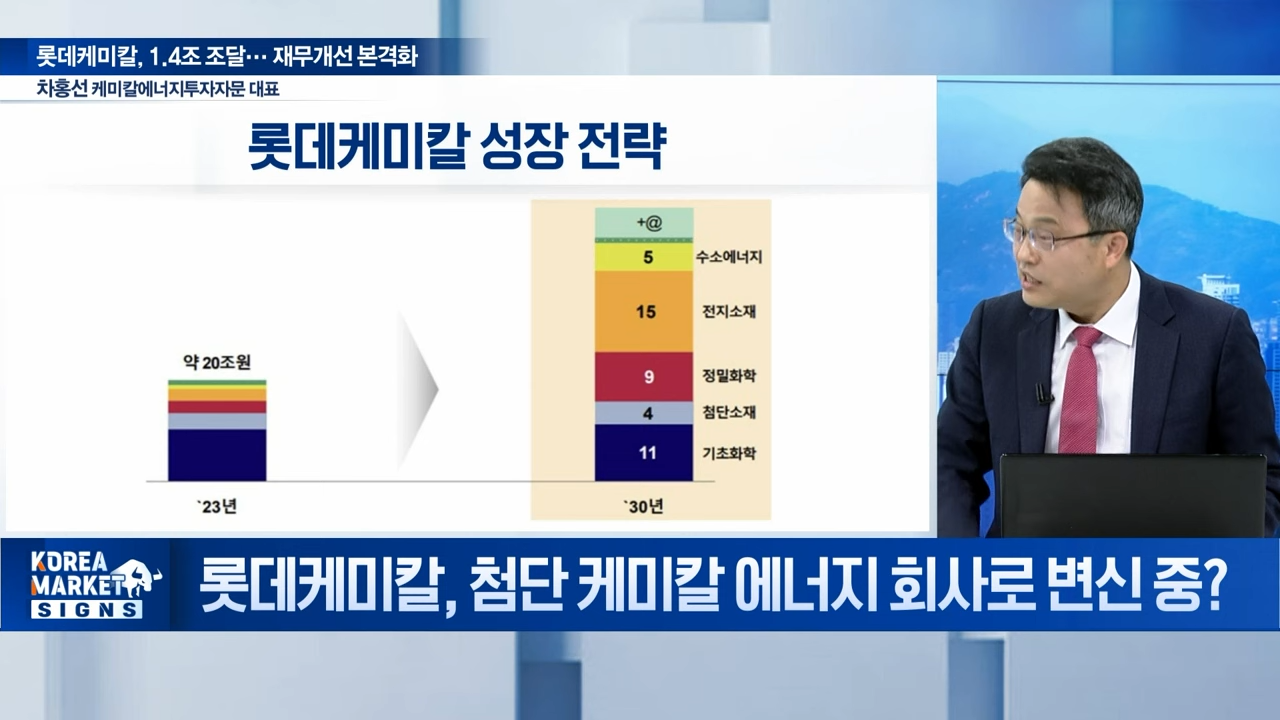 롯데케미칼, 1.4조 조달… 재무개선 본격화
차홍선 케미칼에너지투자자문 대표
롯데케미칼 성장 전략
약 20조원
`23년
+@
5 수소에너지
15 전지소재
9 정밀화학
4 첨단소재
11 기초화학
`30년
KOREA
MARKET
SIGNS
롯데케미칼, 첨단 케미칼 에너지 회사로 변신 중?